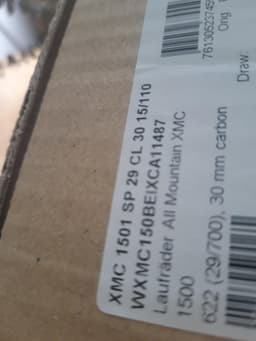 XMC 1501 SP 29 CL 30 15/110
WXMC150BEIXCA11487
Laufräder All Mountain XMC
1500
622 (29/700), 30 mm carbon
Draw